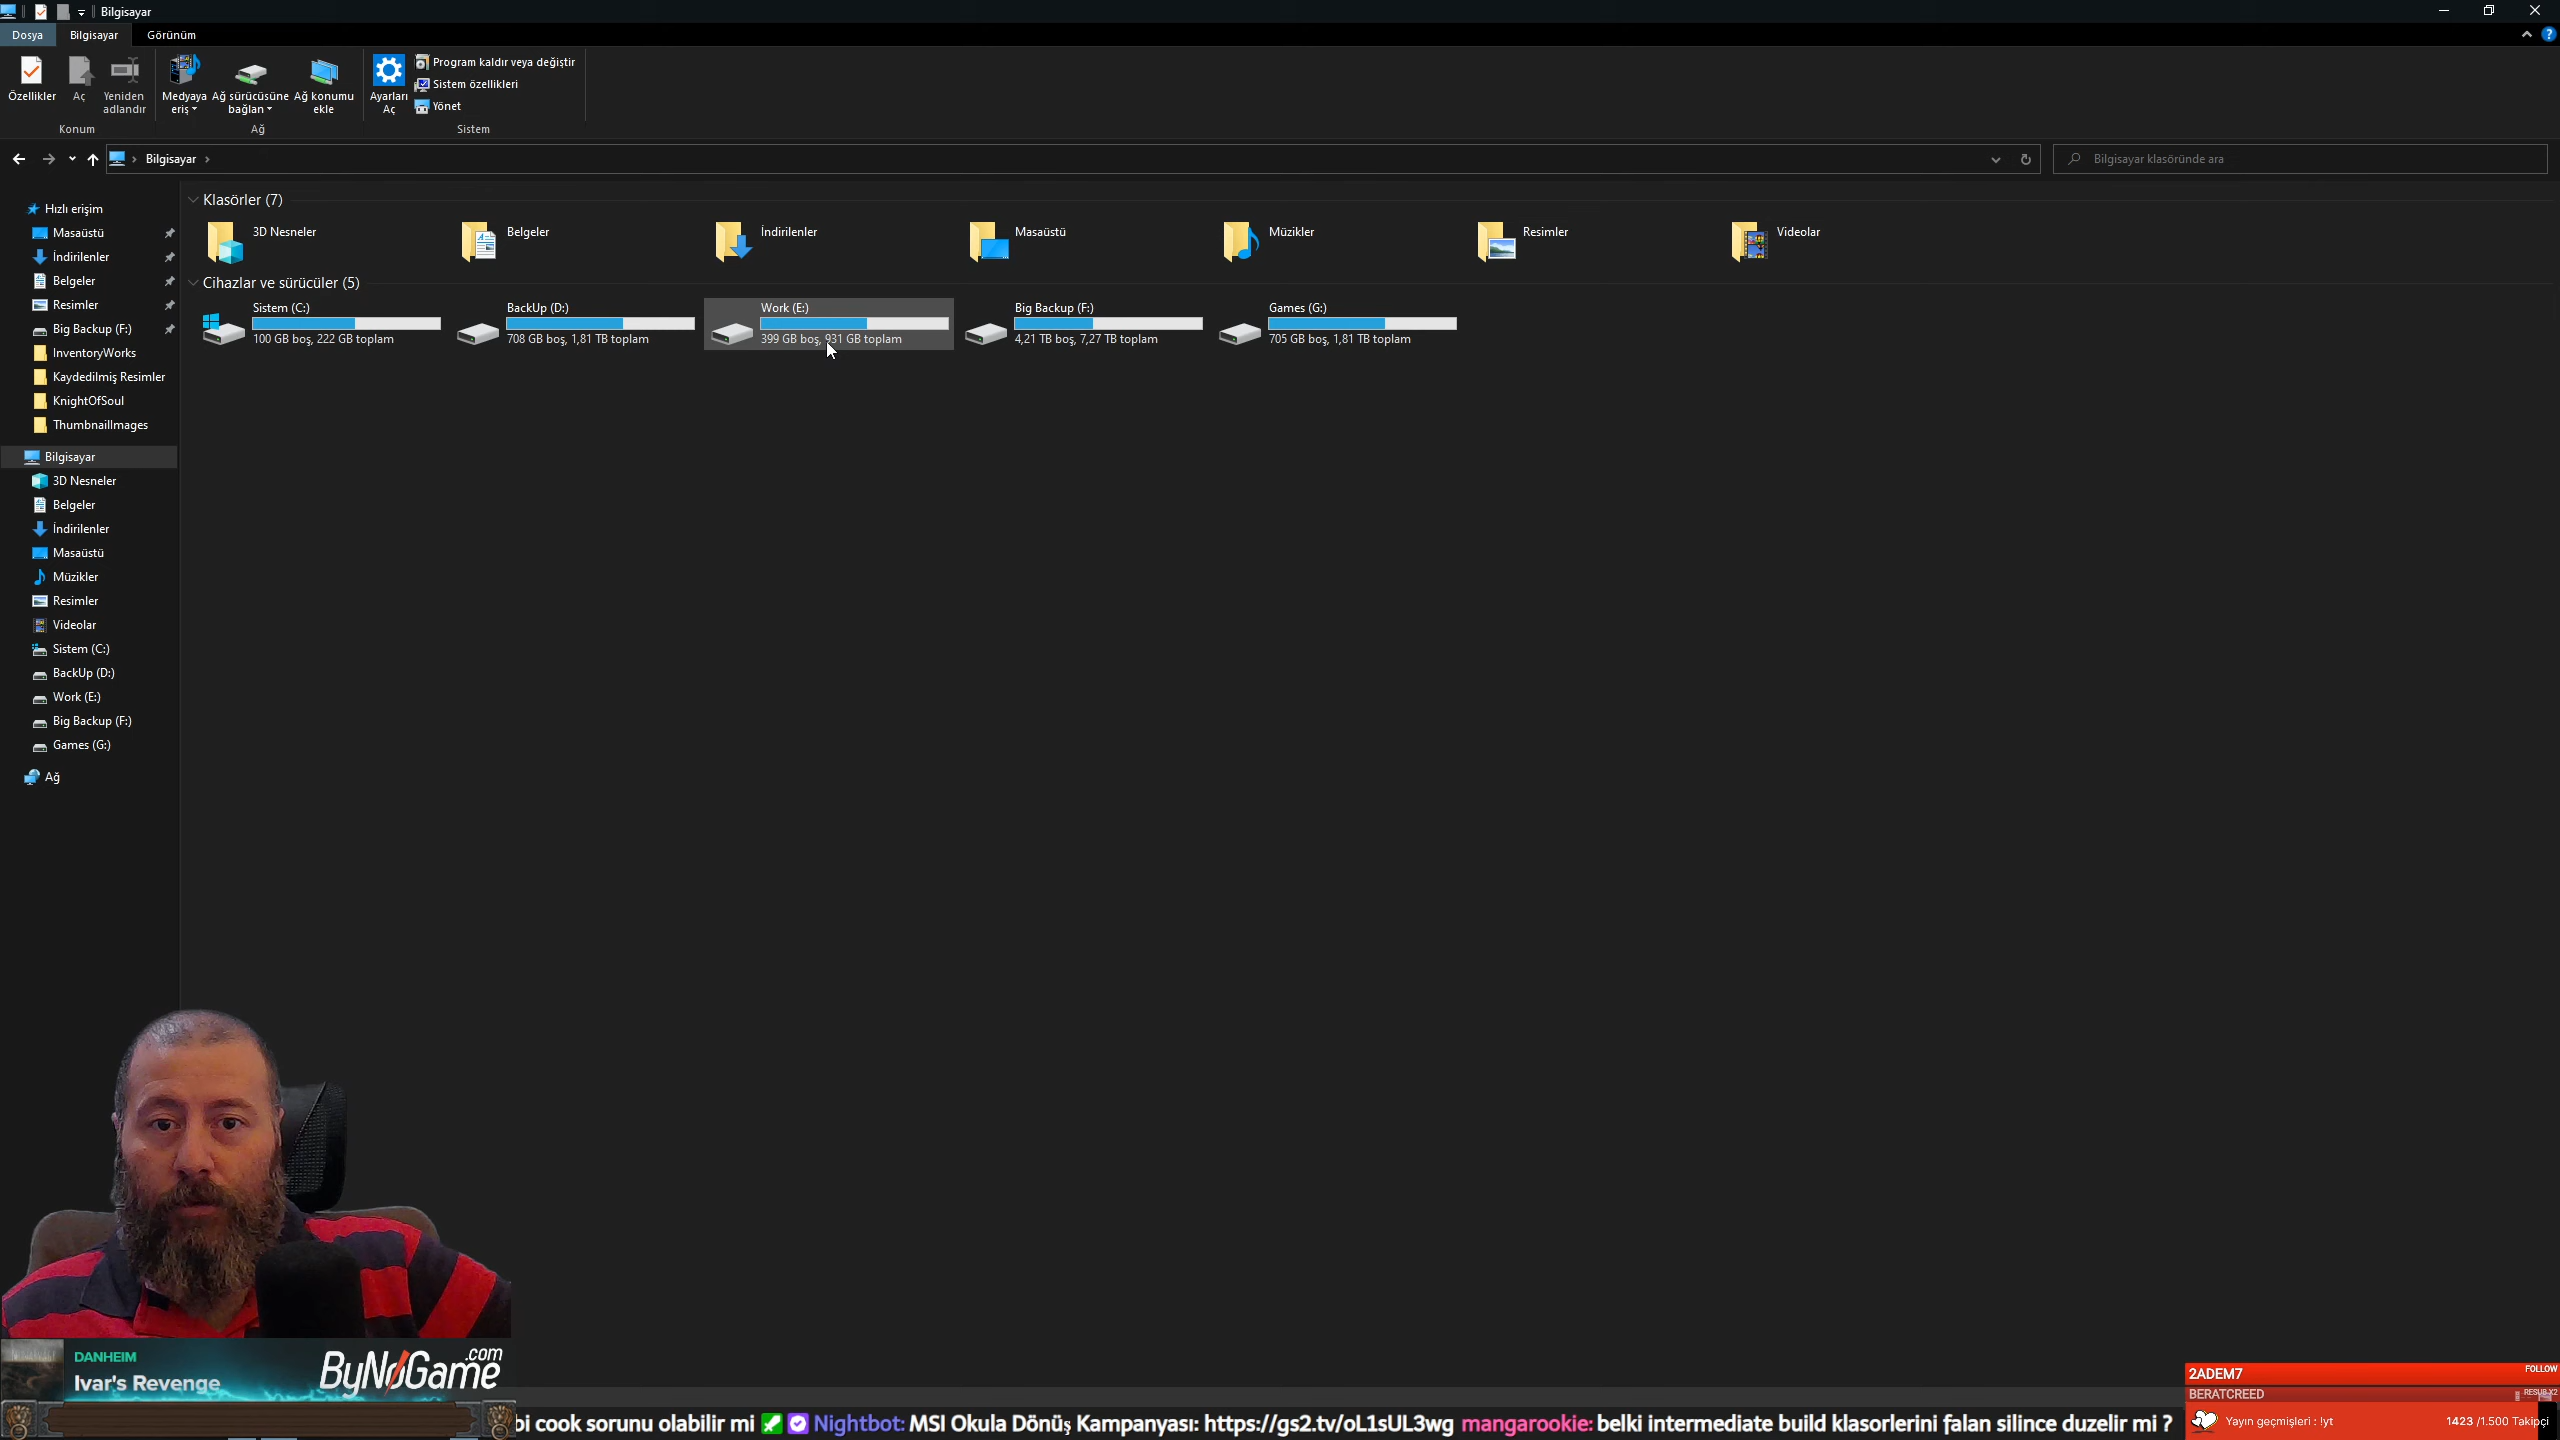 Bilgisayar
Dosya
Bilgisayar
Görünüm
Özellikler
Aç
Yeniden adlandır
Medyaya eriş
Ağ sürücüsüne bağlan
Ağ konumu ekle
Ayarları Aç
Program kaldır veya değiştir
Sistem özellikleri
Yönet
Konum
Ağ
Sistem
Bilgisayar
Bilgisayar klasöründe ara
Hızlı erişim
Masaüstü
İndirilenler
Belgeler
Resimler
Big Backup (F:)
InventoryWorks
Kaydedilmiş Resimler
KnightOfSoul
ThumbnailImages
Bilgisayar
3D Nesneler
Belgeler
İndirilenler
Masaüstü
Müzikler
Resimler
Videolar
Sistem (C:)
BackUp (D:)
Work (E:)
Big Backup (F:)
Games (G:)
Ağ
Klasörler (7)
3D Nesneler
Belgeler
İndirilenler
Masaüstü
Müzikler
Resimler
Videolar
Cihazlar ve sürücüler (5)
Sistem (C:)
100 GB boş, 222 GB toplam
BackUp (D:)
708 GB boş, 1,81 TB toplam
Work (E:)
399 GB boş, 931 GB toplam
Big Backup (F:)
4,21 TB boş, 7,27 TB toplam
Games (G:)
705 GB boş, 1,81 TB toplam
DANHEIM
Ivar's Revenge
ByNoGame.com
bi cook sorunu olabilir mi Nightbot: MSI Okula Dönüş Kampanyası: https://gs2.tv/oL1sUL3wg mangarookie: belki intermediate build klasorlerini falan silince duzelir mi ?
2ADEM7
FOLLOW
BERATCREED
RESUB X2
Yayın geçmişleri : !yt
1423 /1.500 Takipçi